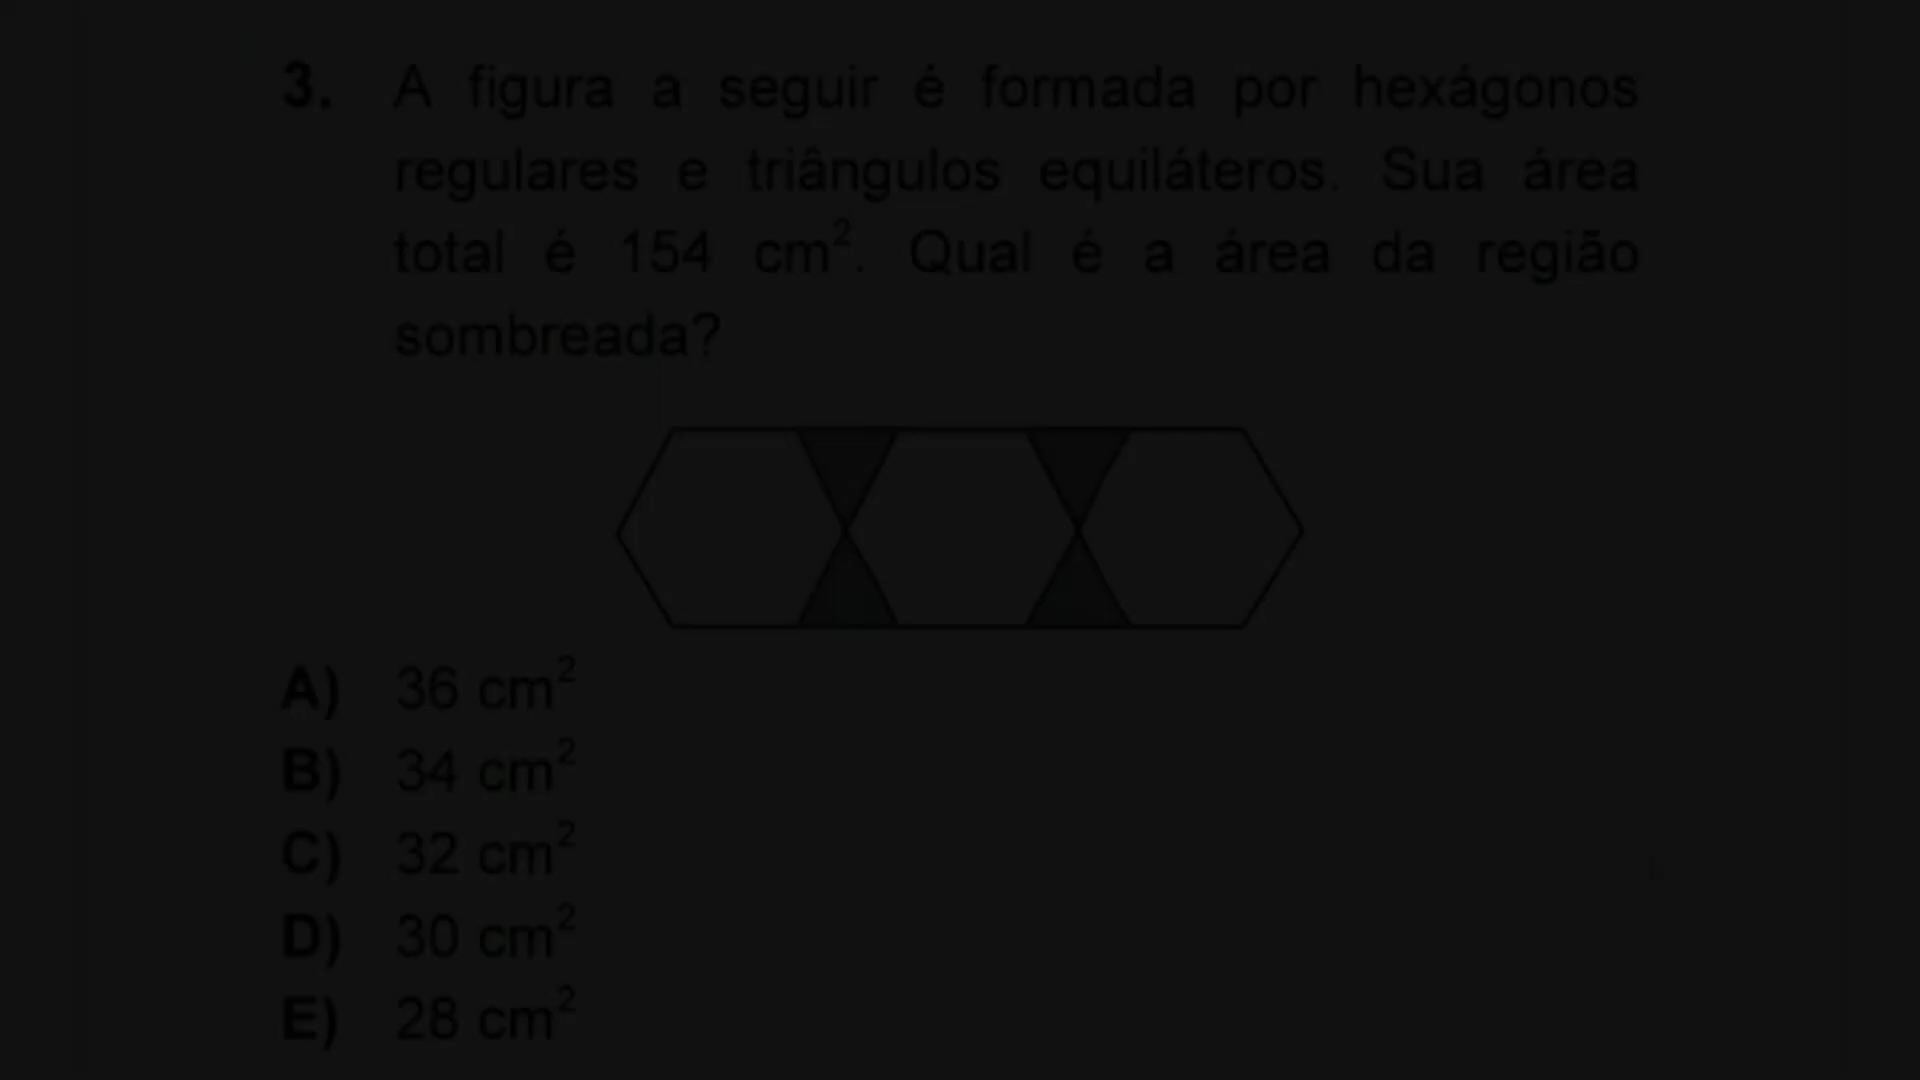 3. A figura a seguir é formada por hexágonos
regulares e triângulos equiláteros. Sua área
total é 154 cm². Qual é a área da região
sombreada?
A) 36 cm²
B) 34 cm²
C) 32 cm²
D) 30 cm²
E) 28 cm²